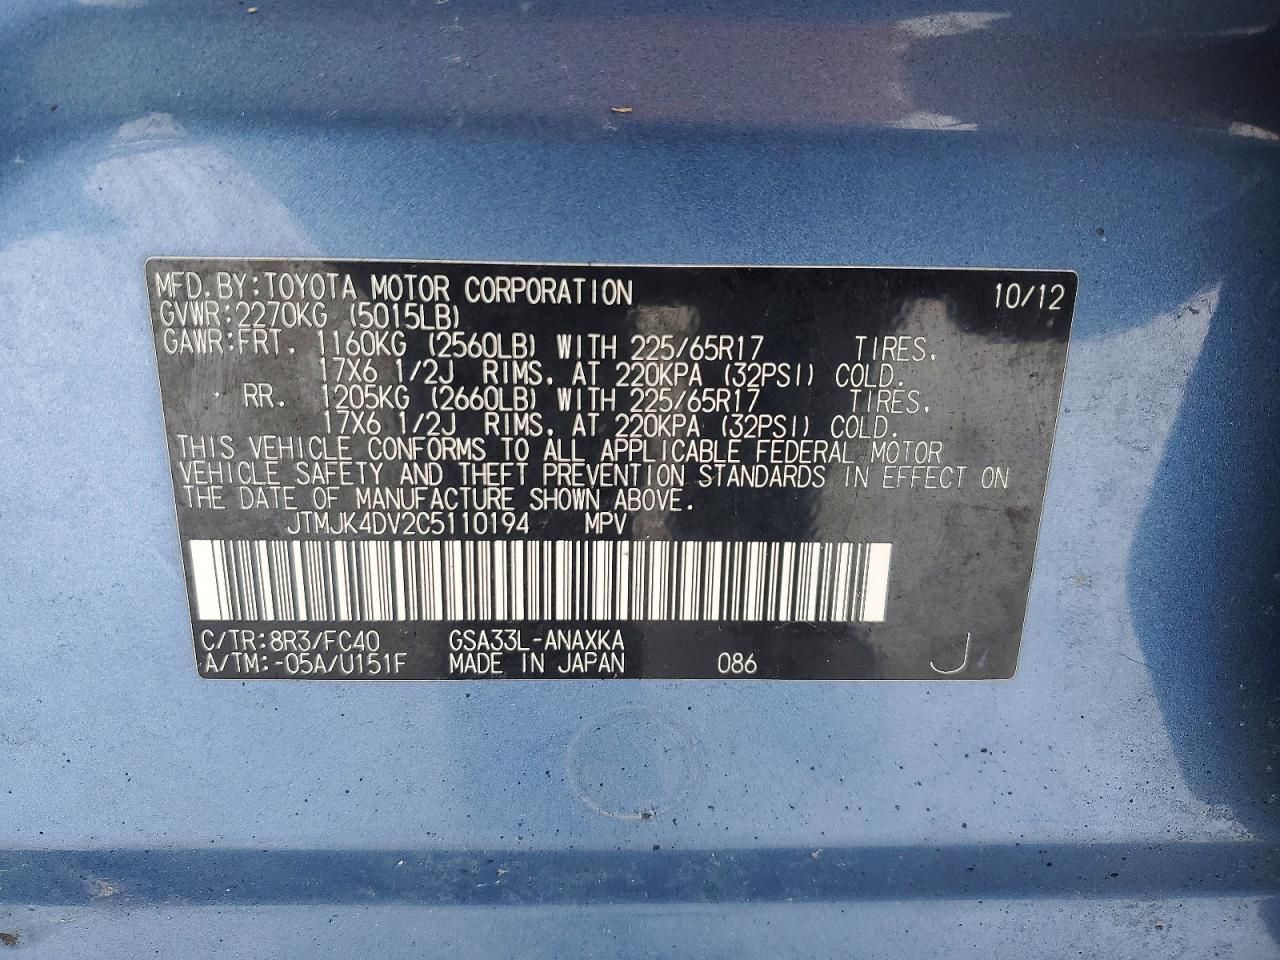 MFD. BY: TOYOTA MOTOR CORPORATION 10/12
GVWR: 2270KG (5015LB)
GAWR: FRT. 1160KG (2560LB) WITH 225/65R17 TIRES.
17X6 1/2J RIMS, AT 220KPA (32PSI) COLD.
RR. 1205KG (2660LB) WITH 225/65R17 TIRES.
17X6 1/2J RIMS, AT 220KPA (32PSI) COLD.
THIS VEHICLE CONFORMS TO ALL APPLICABLE FEDERAL MOTOR
VEHICLE SAFETY AND THEFT PREVENTION STANDARDS IN EFFECT ON
THE DATE OF MANUFACTURE SHOWN ABOVE.
JTMJK4DV2C5110194 MPV
C/TR: 8R3/FC40 GSA33L-ANAXKA
A/TM: -05A/U151F MADE IN JAPAN 086 J